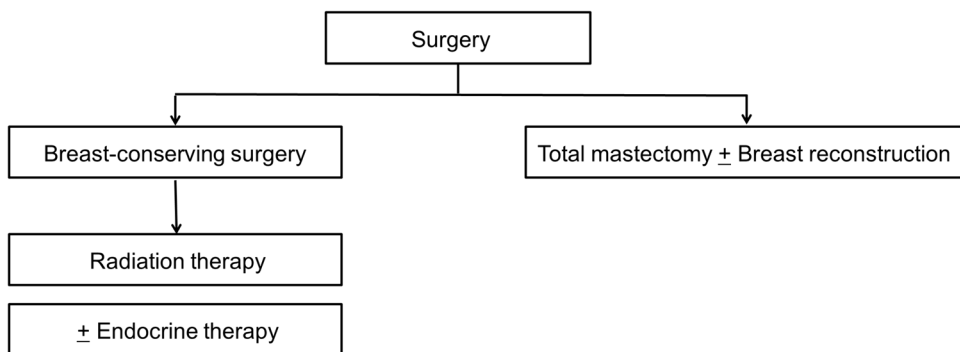 Surgery
Breast-conserving surgery
Total mastectomy ± Breast reconstruction
Radiation therapy
± Endocrine therapy